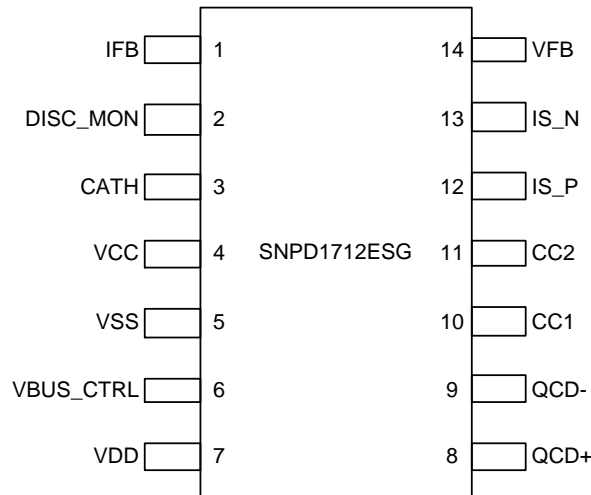 IFB 1 14 VFB
DISC_MON 2 13 IS_N
CATH 3 12 IS_P
VCC 4 SNPD1712ESG 11 CC2
VSS 5 10 CC1
VBUS_CTRL 6 9 QCD-
VDD 7 8 QCD+